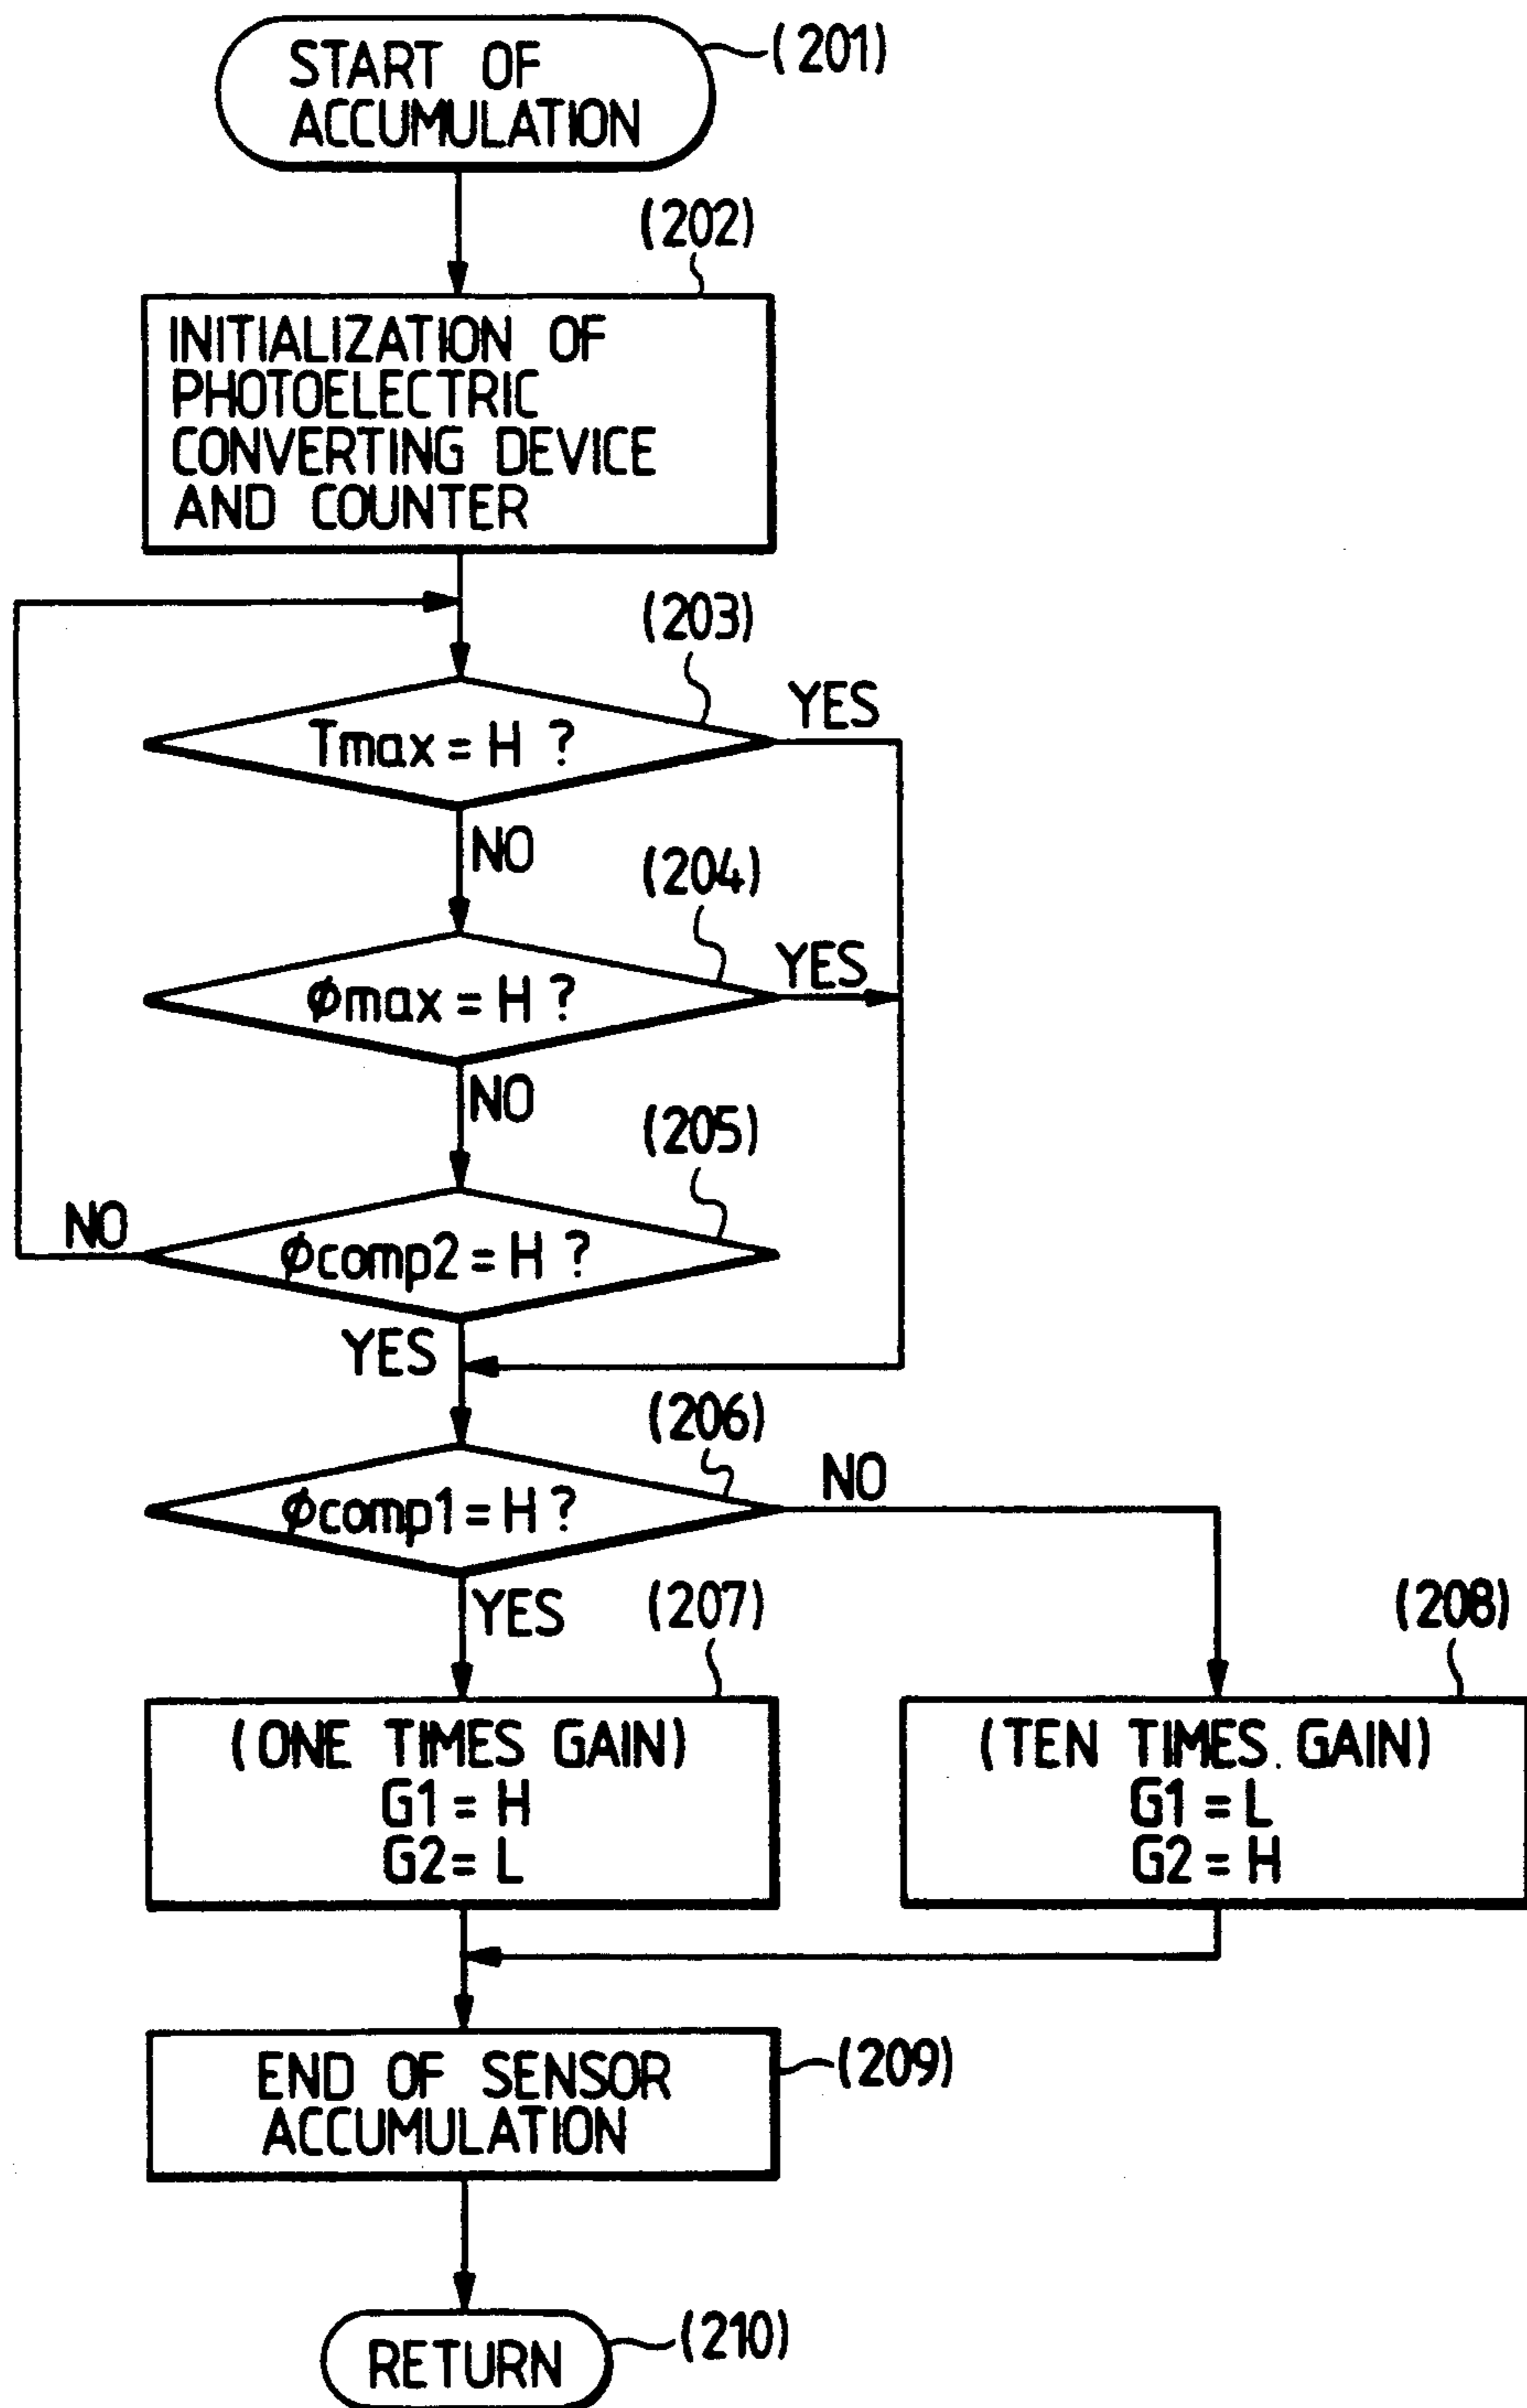 START OF
ACCUMULATION
(201)
(202)
INITIALIZATION OF
PHOTOELECTRIC
CONVERTING DEVICE
AND COUNTER
(203)
Tmax = H ?
YES
NO
(204)
φmax = H ?
YES
NO
(205)
φcomp2 = H ?
NO
YES
(206)
φcomp1 = H ?
NO
YES
(207)
(ONE TIMES GAIN)
G1 = H
G2 = L
(208)
(TEN TIMES GAIN)
G1 = L
G2 = H
END OF SENSOR
ACCUMULATION
(209)
RETURN
(210)